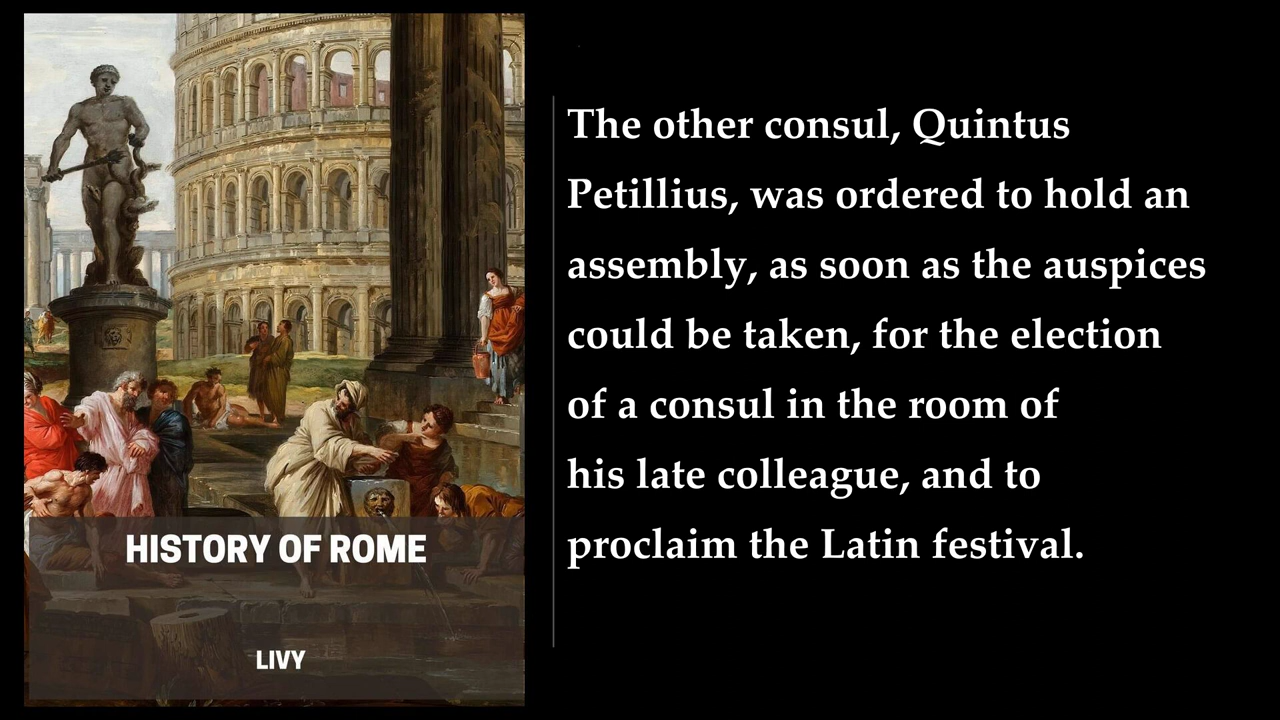 HISTORY OF ROME
LIVY
The other consul, Quintus
Petillius, was ordered to hold an
assembly, as soon as the auspices
could be taken, for the election
of a consul in the room of
his late colleague, and to
proclaim the Latin festival.